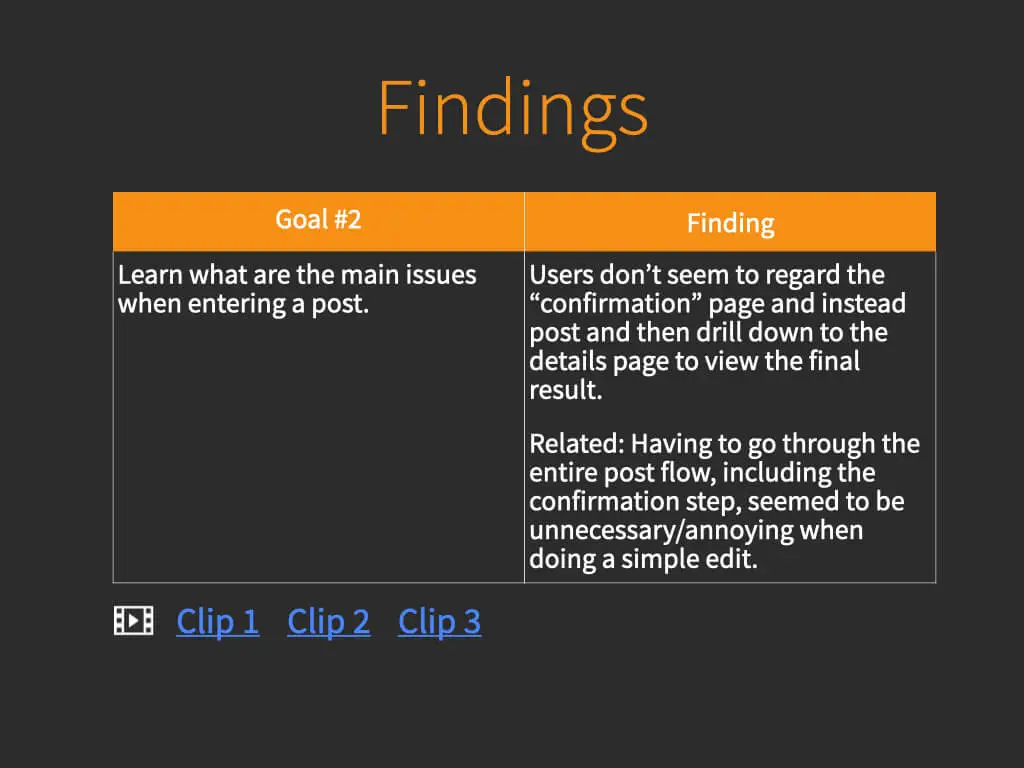 Findings
Goal #2
Finding
Learn what are the main issues
when entering a post.
Users don’t seem to regard the
“confirmation” page and instead
post and then drill down to the
details page to view the final
result.
Related: Having to go through the
entire post flow, including the
confirmation step, seemed to be
unnecessary/annoying when
doing a simple edit.
Clip 1 Clip 2 Clip 3